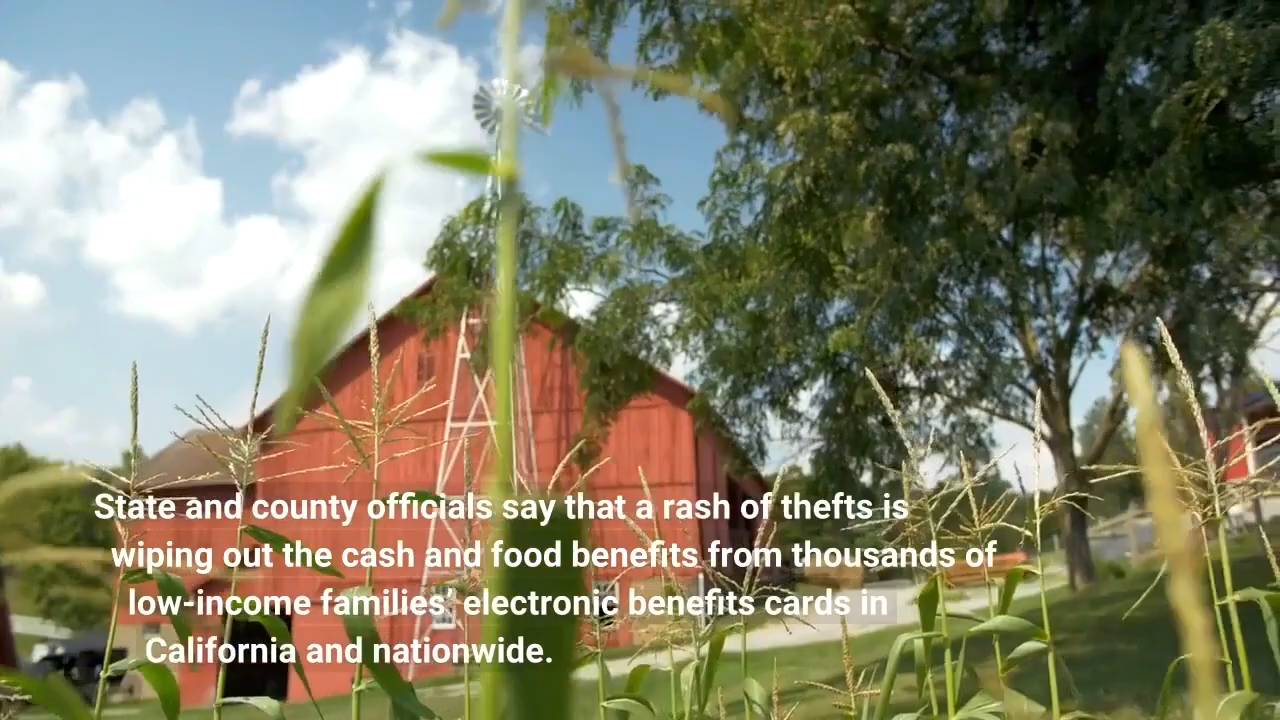 State and county officials say that a rash of thefts is
wiping out the cash and food benefits from thousands of
low-income families’ electronic benefits cards in
California and nationwide.